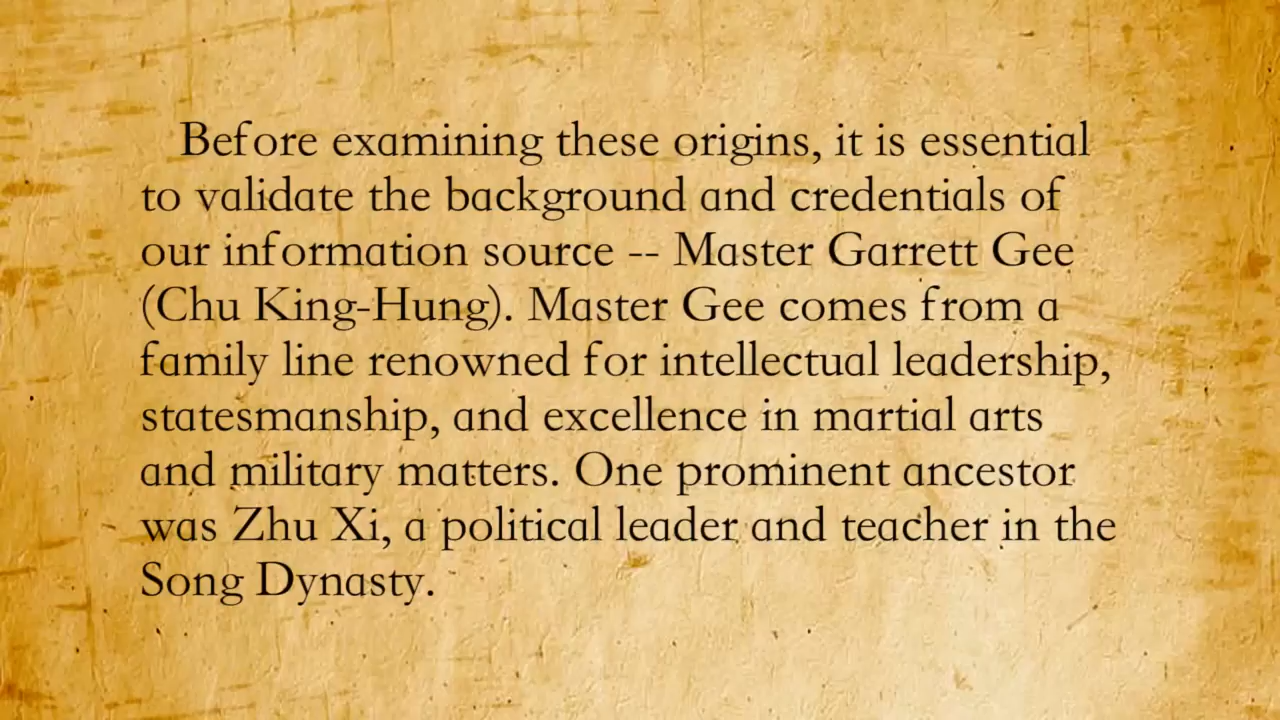 Before examining these origins, it is essential
to validate the background and credentials of
our information source -- Master Garrett Gee
(Chu King-Hung). Master Gee comes from a
family line renowned for intellectual leadership,
statesmanship, and excellence in martial arts
and military matters. One prominent ancestor
was Zhu Xi, a political leader and teacher in the
Song Dynasty.